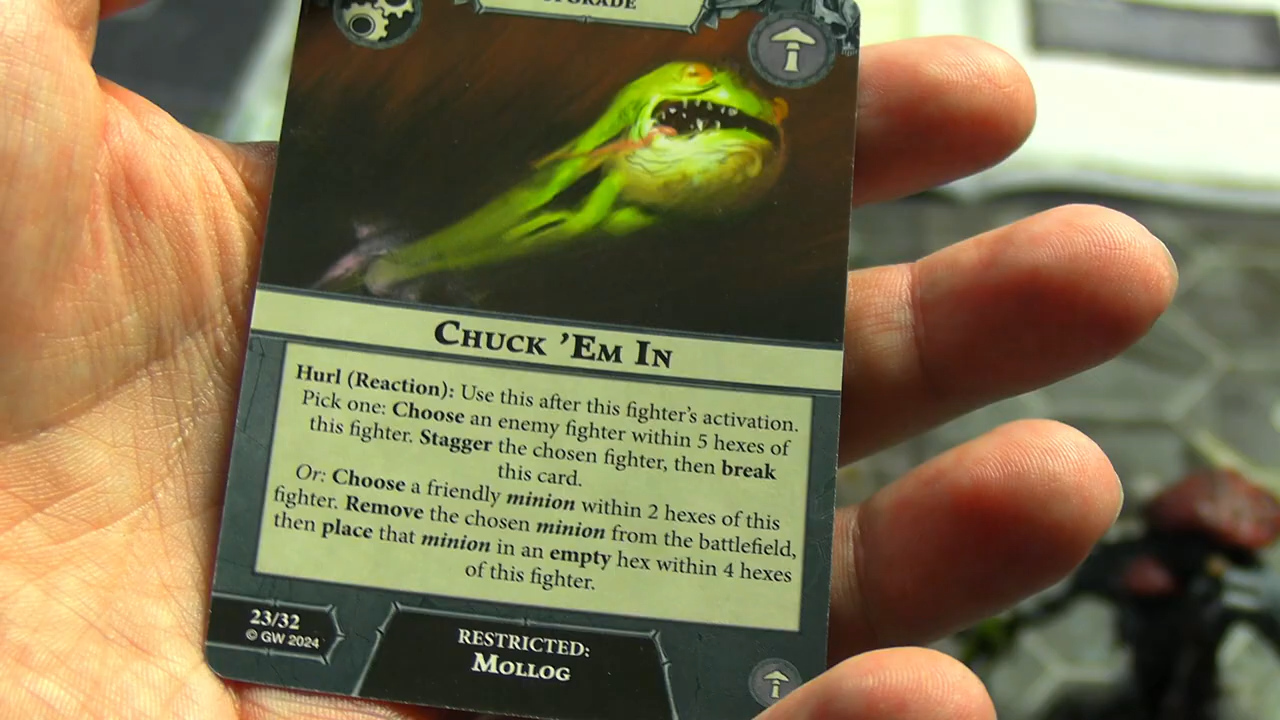 UPGRADE
CHUCK 'EM IN
Hurl (Reaction): Use this after this fighter's activation.
Pick one: Choose an enemy fighter within 5 hexes of
this fighter. Stagger the chosen fighter, then break
this card.
Or: Choose a friendly minion within 2 hexes of this
fighter. Remove the chosen minion from the battlefield,
then place that minion in an empty hex within 4 hexes
of this fighter.
23/32
© GW 2024
RESTRICTED:
MOLLOG